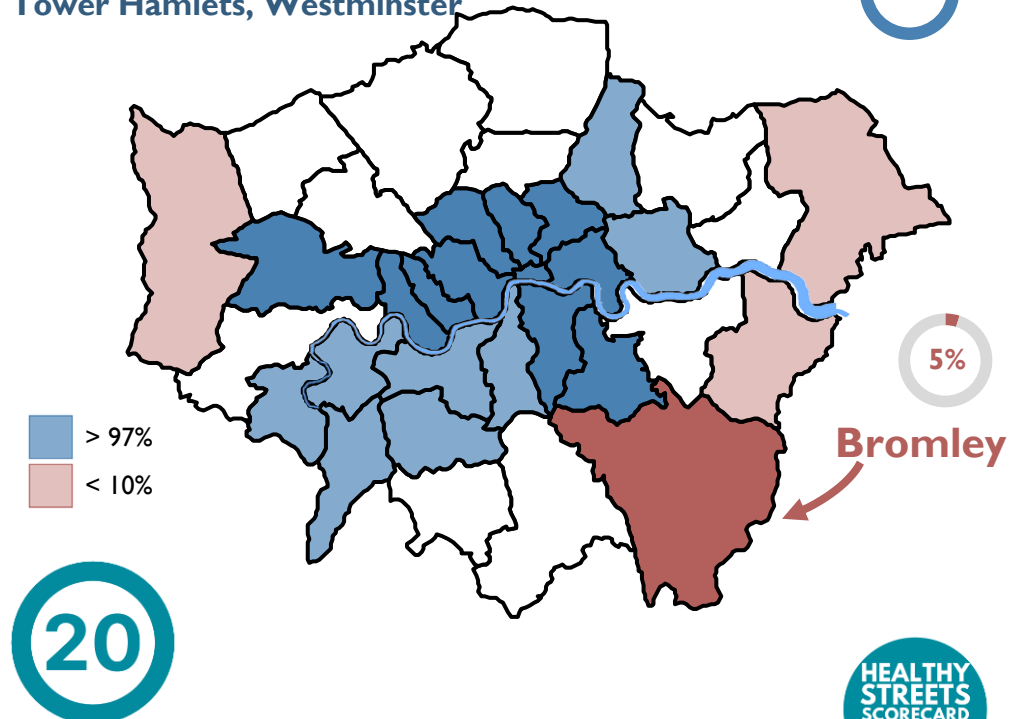 Tower Hamlets, Westminster
5%
Bromley
> 97%
< 10%
20
HEALTHY
STREETS
SCORECARD